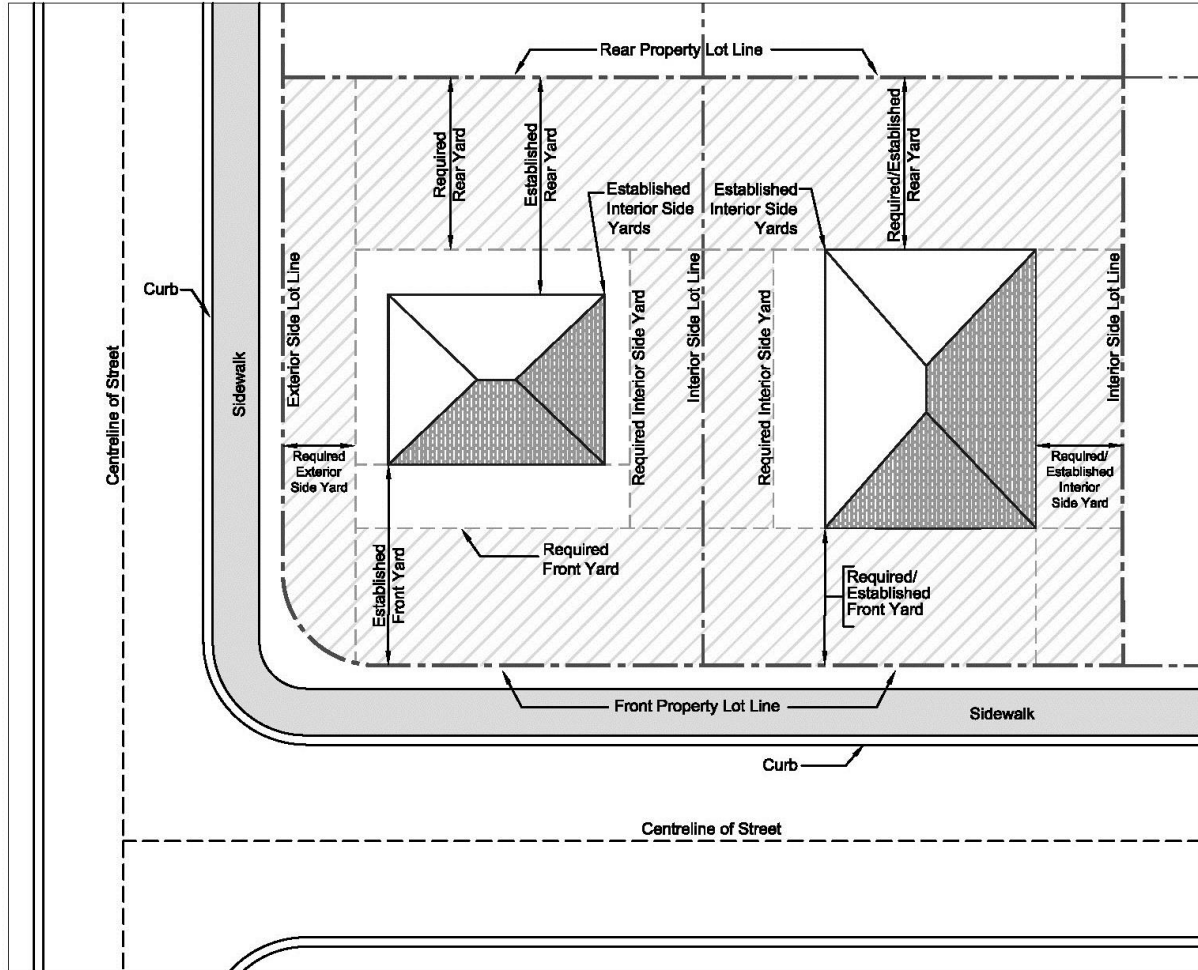 Rear Property Lot Line
Required
Rear Yard
Established
Rear Yard
Required/Established
Rear Yard
Established
Interior Side
Yards
Established
Interior Side
Yards
Curb
Centreline of Street
Sidewalk
Exterior Side Lot Line
Required Interior Side Yard
Interior Side Lot Line
Required Interior Side Yard
Interior Side Lot Line
Required
Exterior
Side Yard
Required/
Established
Interior
Side Yard
Established
Front Yard
Required
Front Yard
Required/
Established
Front Yard
Front Property Lot Line
Sidewalk
Curb
Centreline of Street